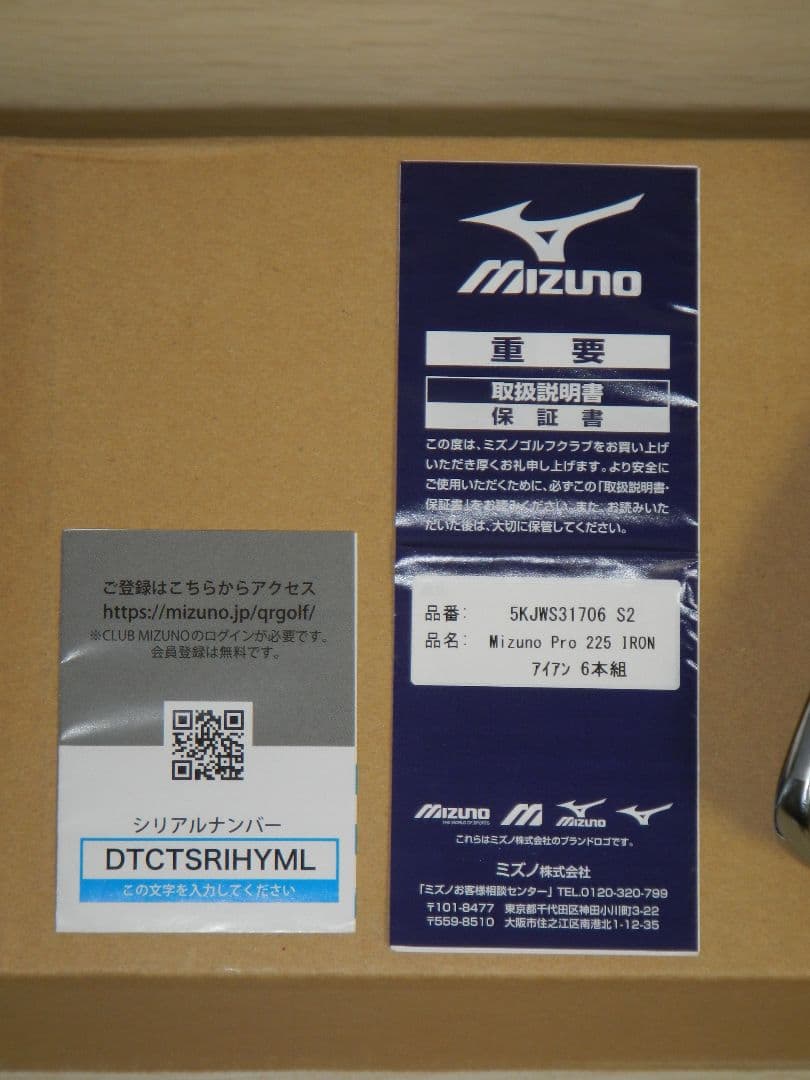 MIZUNO
重要
取扱説明書
保証書
この度は、ミズノゴルフクラブをお買い上げ
いただき厚くお礼申し上げます。より安全に
ご使用いただくために、必ずこの「取扱説明書・
保証書」をお読みください。また、お読みいた
だいた後は、大切に保管してください。
品番: 5KJWS31706 S2
品名: Mizuno Pro 225 IRON
アイアン 6本組
MIZUNO
THE WORLD OF SPORTS
MIZUNO
これらはミズノ株式会社のブランドロゴです。
ミズノ株式会社
「ミズノお客様相談センター」 TEL.0120-320-799
〒101-8477 東京都千代田区神田小川町3-22
〒559-8510 大阪市住之江区南港北1-12-35
ご登録はこちらからアクセス
https://mizuno.jp/qrgolf/
※CLUB MIZUNOのログインが必要です。
会員登録は無料です。
シリアルナンバー
DTCTSRIHYML
この文字を入力してください